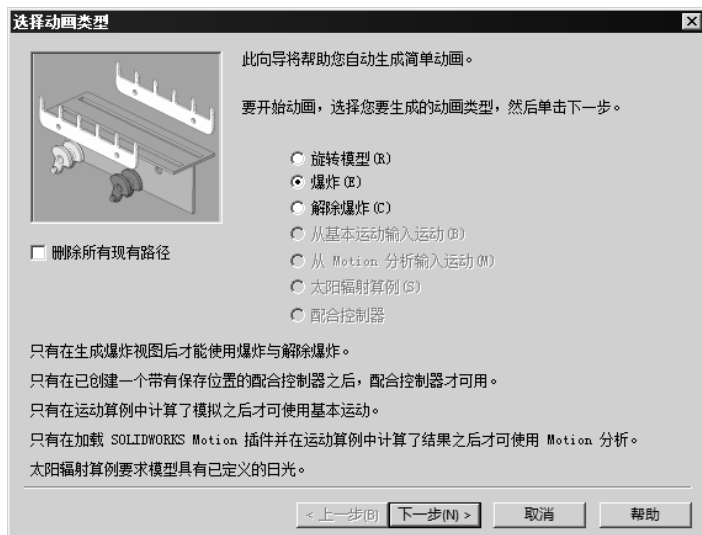 选择动画类型
此向导将帮助您自动生成简单动画。
要开始动画，选择您要生成的动画类型，然后单击下一步。
旋转模型(R)
爆炸(E)
解除爆炸(C)
从基本运动输入运动(B)
从 Motion 分析输入运动(M)
太阳辐射算例(S)
配合控制器
删除所有现有路径
只有在生成爆炸视图后才能使用爆炸与解除爆炸。
只有在已创建一个带有保存位置的配合控制器之后，配合控制器才可用。
只有在运动算例中计算了模拟之后才可使用基本运动。
只有在加载 SOLIDWORKS Motion 插件并在运动算例中计算了结果之后才可使用 Motion 分析。
太阳辐射算例要求模型具有已定义的日光。
< 上一步(B) 下一步(N) > 取消 帮助